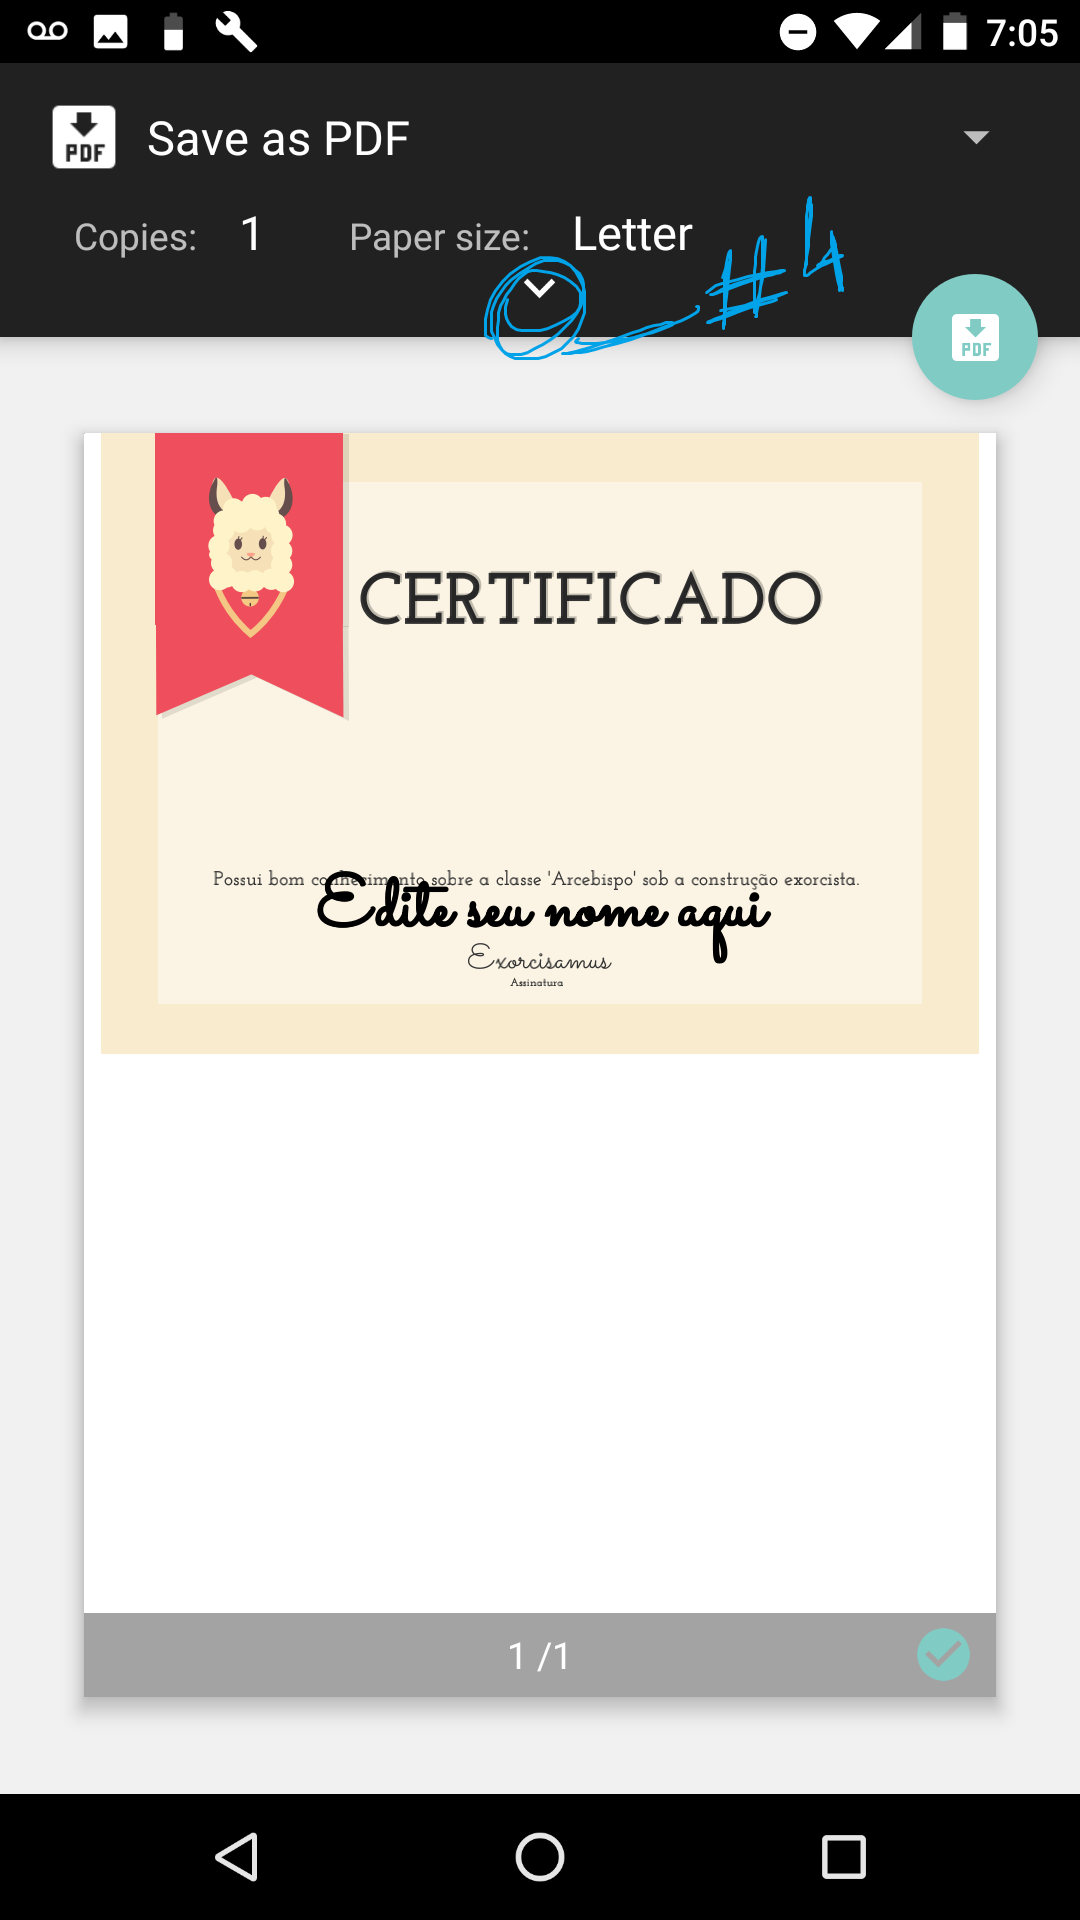 7:05
PDF Save as PDF
Copies: 1 Paper size: Letter
#4
PDF
CERTIFICADO
Possui bom conhecimento sobre a classe 'Arcebispo' sob a construção exorcista.
Edite seu nome aqui
Exorcisamus
Assinatura
1 /1